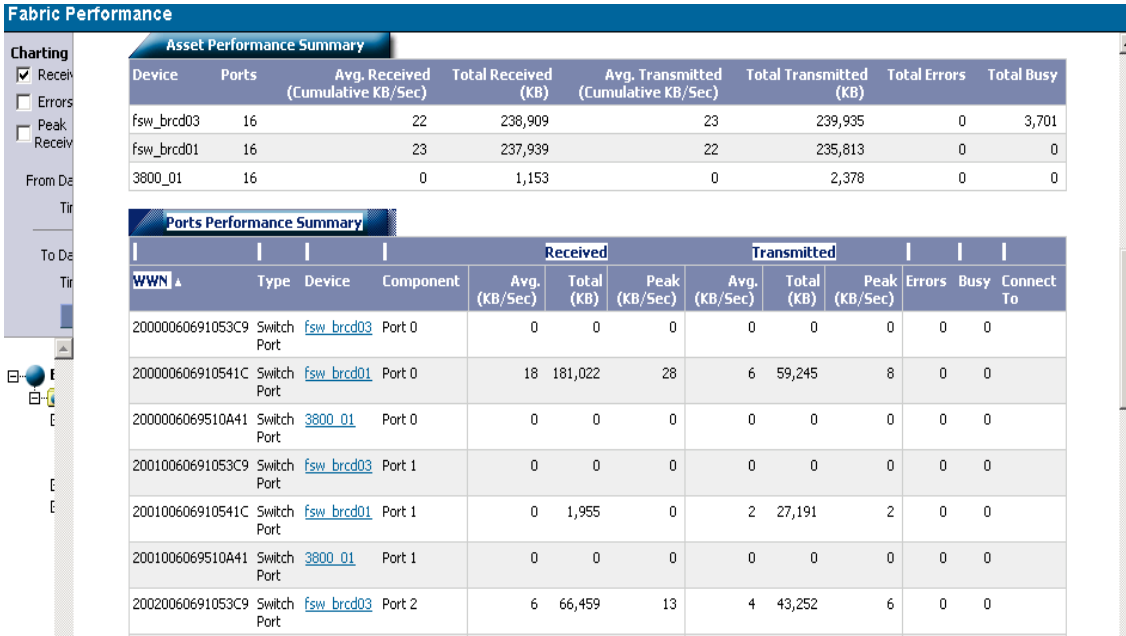 Fabric Performance
Charting
Receiv
Errors
Peak
Receiv
From Da
Tir
To Da
Tir
Asset Performance Summary
Device Ports Avg. Received (Cumulative KB/Sec) Total Received (KB) Avg. Transmitted (Cumulative KB/Sec) Total Transmitted (KB) Total Errors Total Busy
fsw_brcd03 16 22 238,909 23 239,935 0 3,701
fsw_brcd01 16 23 237,939 22 235,813 0 0
3800_01 16 0 1,153 0 2,378 0 0
Ports Performance Summary
Received Transmitted
WWN Type Device Component Avg. (KB/Sec) Total (KB) Peak (KB/Sec) Avg. (KB/Sec) Total (KB) Peak (KB/Sec) Errors Busy Connect To
20000060691053C9 Switch Port fsw_brcd03 Port 0 0 0 0 0 0 0 0 0
200000606910541C Switch Port fsw_brcd01 Port 0 18 181,022 28 6 59,245 8 0 0
2000006069510A41 Switch Port 3800_01 Port 0 0 0 0 0 0 0 0 0
20010060691053C9 Switch Port fsw_brcd03 Port 1 0 0 0 0 0 0 0 0
200100606910541C Switch Port fsw_brcd01 Port 1 0 1,955 0 2 27,191 2 0 0
2001006069510A41 Switch Port 3800_01 Port 1 0 0 0 0 0 0 0 0
20020060691053C9 Switch Port fsw_brcd03 Port 2 6 66,459 13 4 43,252 6 0 0